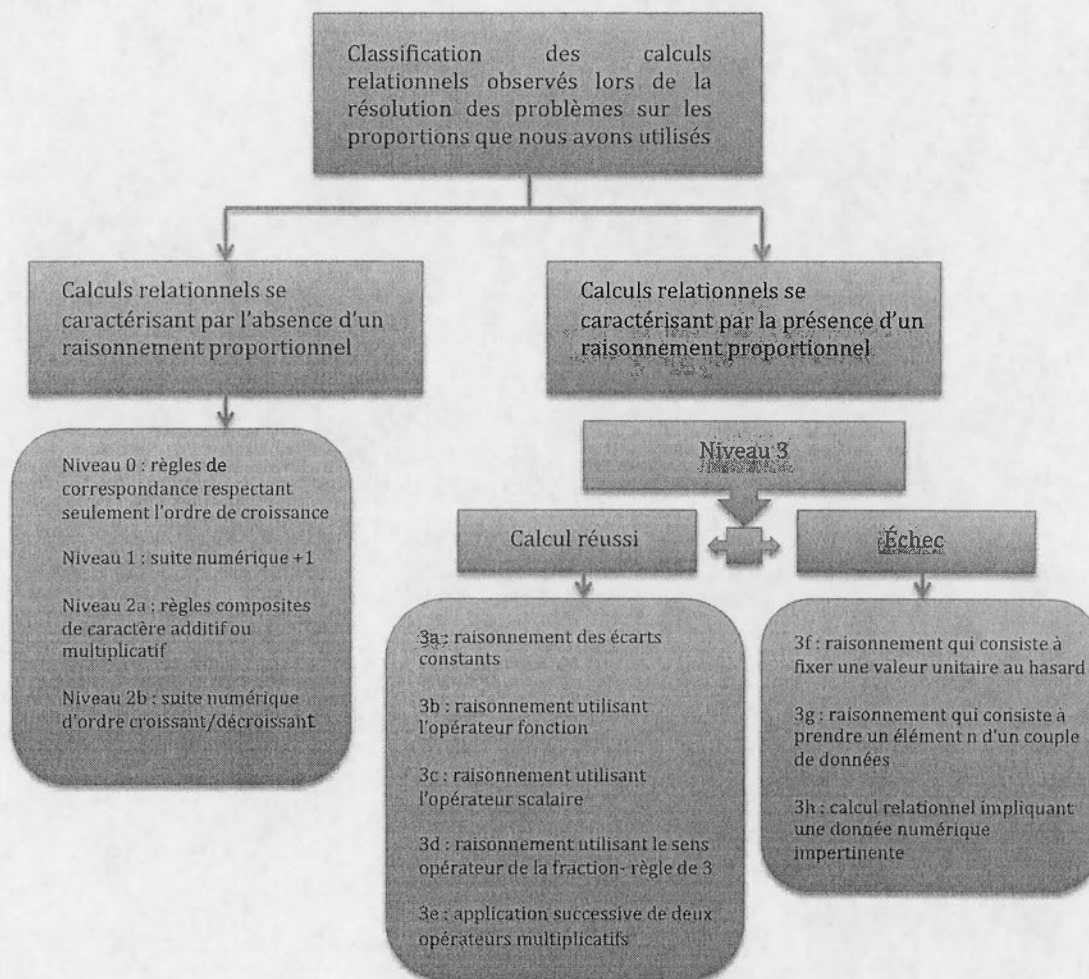 Classification des calculs
relationnels observés lors de la
résolution des problèmes sur les
proportions que nous avons utilisés
Calculs relationnels se
caractérisant par l'absence d'un
raisonnement proportionnel
Calculs relationnels se
caractérisant par la présence d'un
raisonnement proportionnel
Niveau 0 : règles de
correspondance respectant
seulement l'ordre de croissance
Niveau 1 : suite numérique +1
Niveau 2a : règles composites
de caractère additif ou
multiplicatif
Niveau 2b : suite numérique
d'ordre croissant/décroissant
Niveau 3
Calcul réussi
Échec
3a : raisonnement des écarts
constants
3b : raisonnement utilisant
l'opérateur fonction
3c : raisonnement utilisant
l'opérateur scalaire
3d : raisonnement utilisant le sens
opérateur de la fraction- règle de 3
3e : application successive de deux
opérateurs multiplicatifs
3f : raisonnement qui consiste à
fixer une valeur unitaire au hasard
3g : raisonnement qui consiste à
prendre un élément n d'un couple
de données
3h : calcul relationnel impliquant
une donnée numérique
impertinente